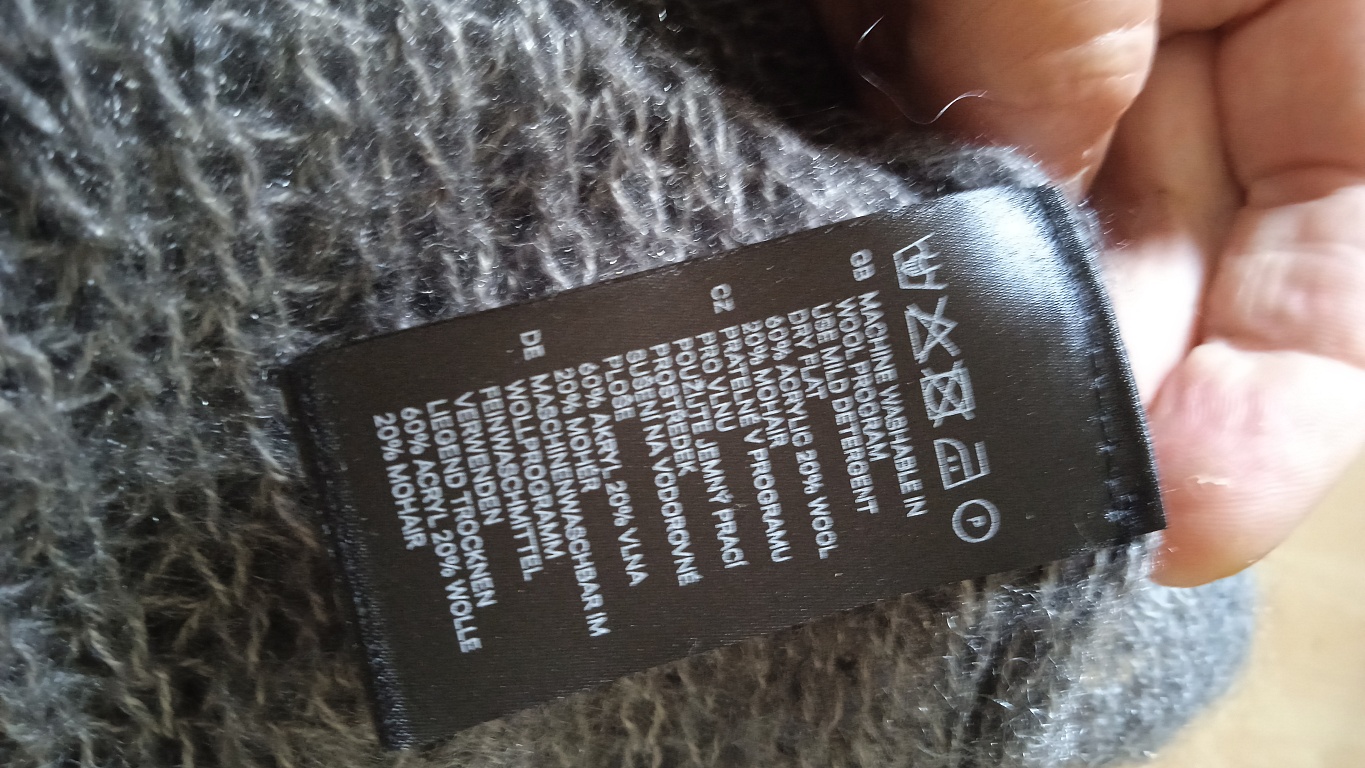 P
GB MACHINE WASHABLE IN
WOOL PROGRAM
USE MILD DETERGENT
DRY FLAT
60% ACRYLIC 20% WOOL
20% MOHAIR
CZ PRATELNÉ V PROGRAMU
PRO VLNU
POUŽIJTE JEMNÝ PRACÍ
PROSTŘEDEK
SUŠENÍ NA VODOROVNÉ
PLOŠE
60% AKRYL 20% VLNA
20% MOHÉR
DE MASCHINENWASCHBAR IM
WOLLPROGRAMM
FEINWASCHMITTEL
VERWENDEN
LIEGEND TROCKNEN
60% ACRYL 20% WOLLE
20% MOHAR